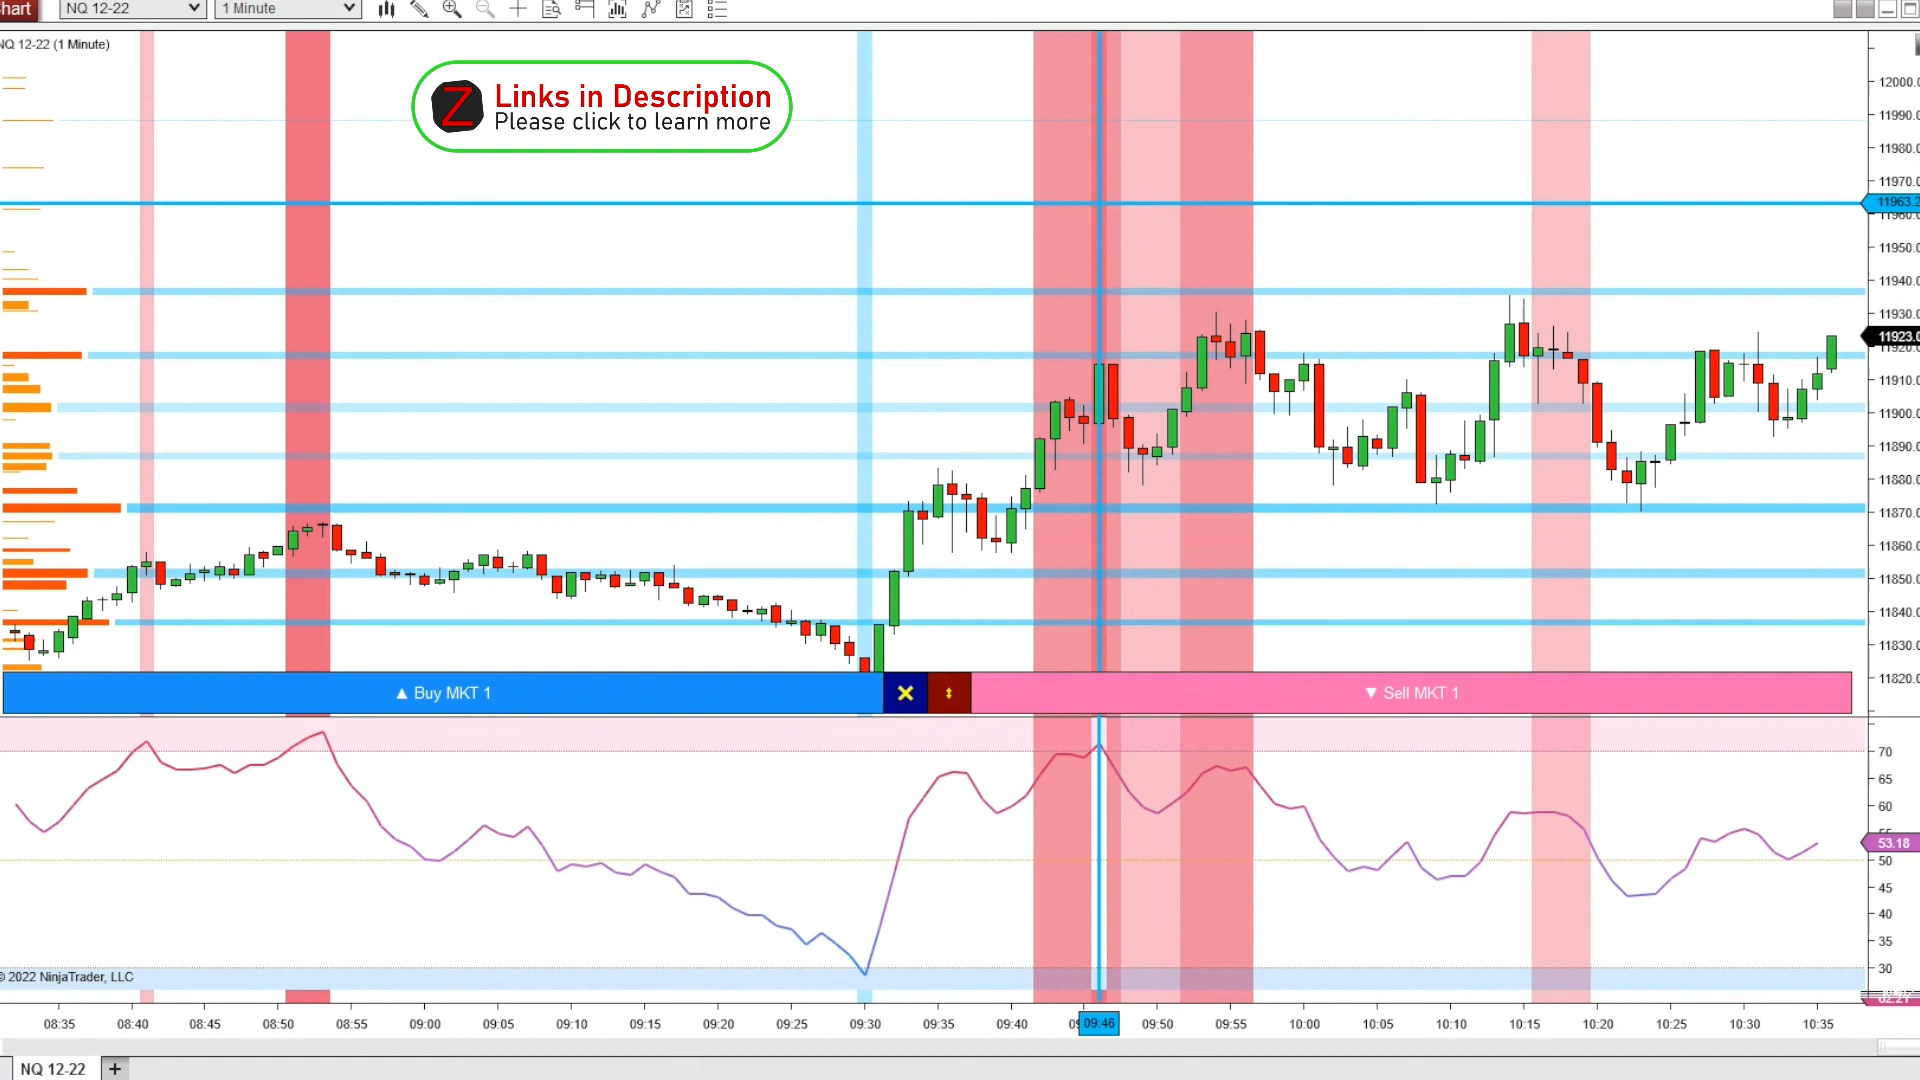 hart
NQ 12-22
1 Minute
NQ 12-22 (1 Minute)
Z
Links in Description
Please click to learn more
12000.0
11990.0
11980.0
11970.0
11963.2
11960.0
11950.0
11940.0
11930.0
11923.0
11920.0
11910.0
11900.0
11890.0
11880.0
11870.0
11860.0
11850.0
11840.0
11830.0
11820.0
▲ Buy MKT 1
▼ Sell MKT 1
70
65
60
55
53.18
50
45
40
35
30
© 2022 NinjaTrader, LLC
08:35 08:40 08:45 08:50 08:55 09:00 09:05 09:10 09:15 09:20 09:25 09:30 09:35 09:40 09:46 09:50 09:55 10:00 10:05 10:10 10:15 10:20 10:25 10:30 10:35
NQ 12-22 +